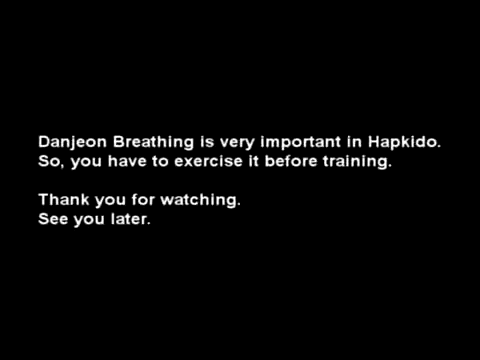 Danjeon Breathing is very important in Hapkido.
So, you have to exercise it before training.
Thank you for watching.
See you later.